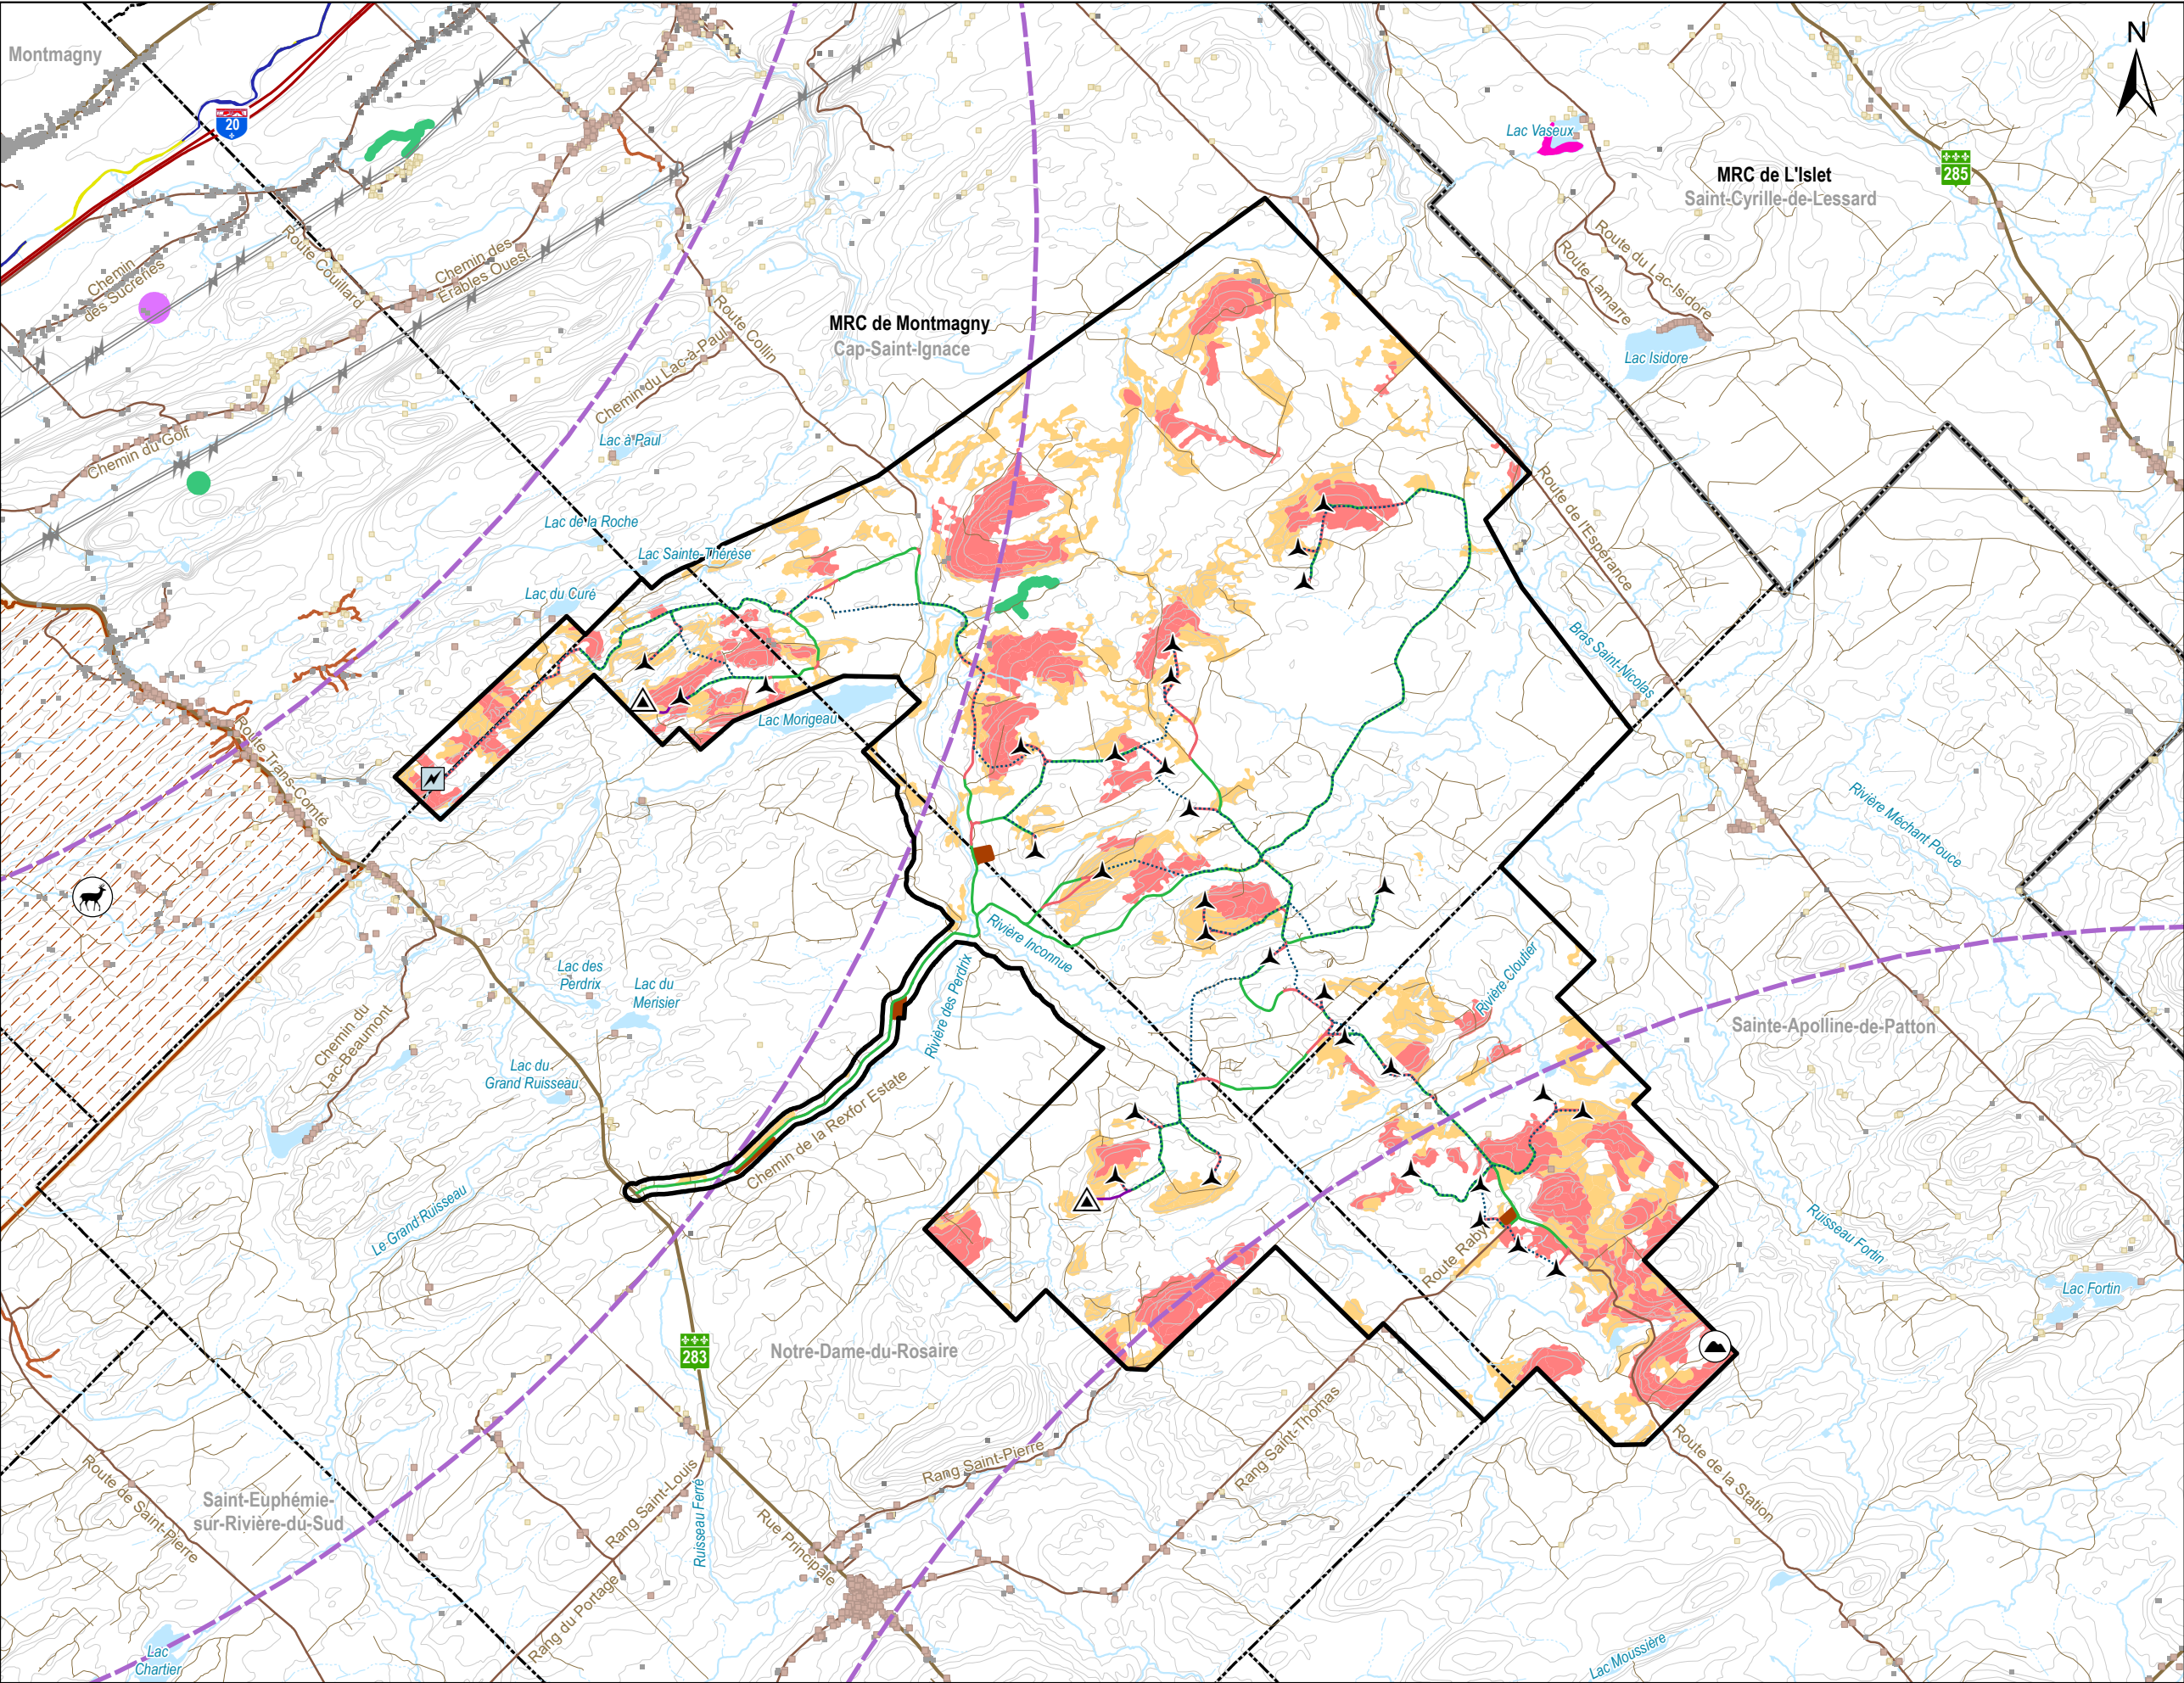 N
Montmagny
20
Lac Vaseux
MRC de L'Islet
Saint-Cyrille-de-Lessard
285
Chemin
des Sucreries
Route Couillard
Chemin des
Érables Ouest
Route du Lac-Isidore
Route Lamarre
Lac Isidore
Route Collin
MRC de Montmagny
Cap-Saint-Ignace
Chemin du Lac-à-Paul
Lac à Paul
Chemin du Golf
Lac de la Roche
Lac Sainte-Thérèse
Lac du Curé
Route de l'Espérance
Bras Saint-Nicolas
Lac Morigeau
Route Trans-Comté
Rivière Méchant Pouce
Rivière Inconnue
Rivière des Perdrix
Rivière Cloutier
Lac des
Perdrix
Lac du
Merisier
Sainte-Apolline-de-Patton
Chemin du
Lac-Beaumont
Lac du
Grand Ruisseau
Chemin de la Rexfor Estate
Le Grand Ruisseau
Ruisseau Fortin
Lac Fortin
Route Raby
283
Notre-Dame-du-Rosaire
Route de Saint-Pierre
Saint-Euphémie-
sur-Rivière-du-Sud
Rang Saint-Louis
Ruisseau Ferré
Rue Principale
Rang Saint-Pierre
Rang Saint-Thomas
Route de la Station
Rang du Portage
Lac
Chartier
Lac Moussière